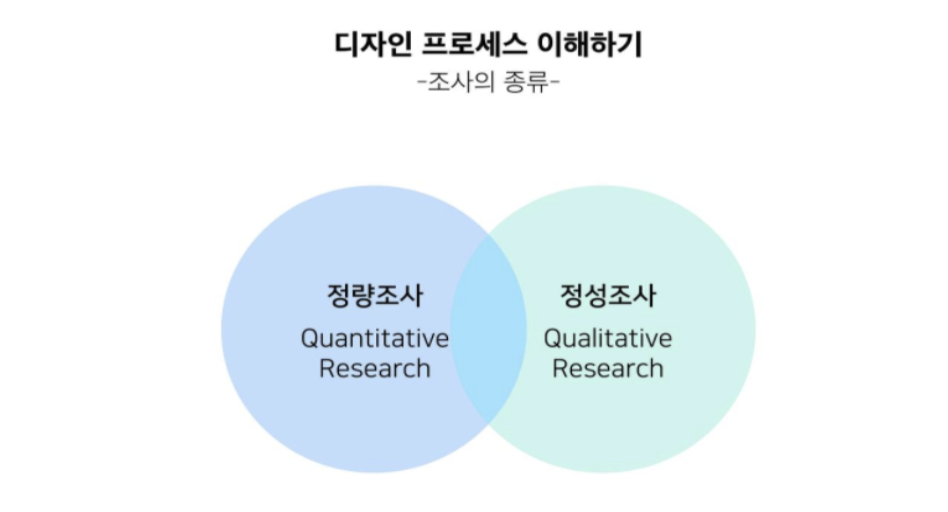 디자인 프로세스 이해하기
-조사의 종류-
정량조사
Quantitative
Research
정성조사
Qualitative
Research